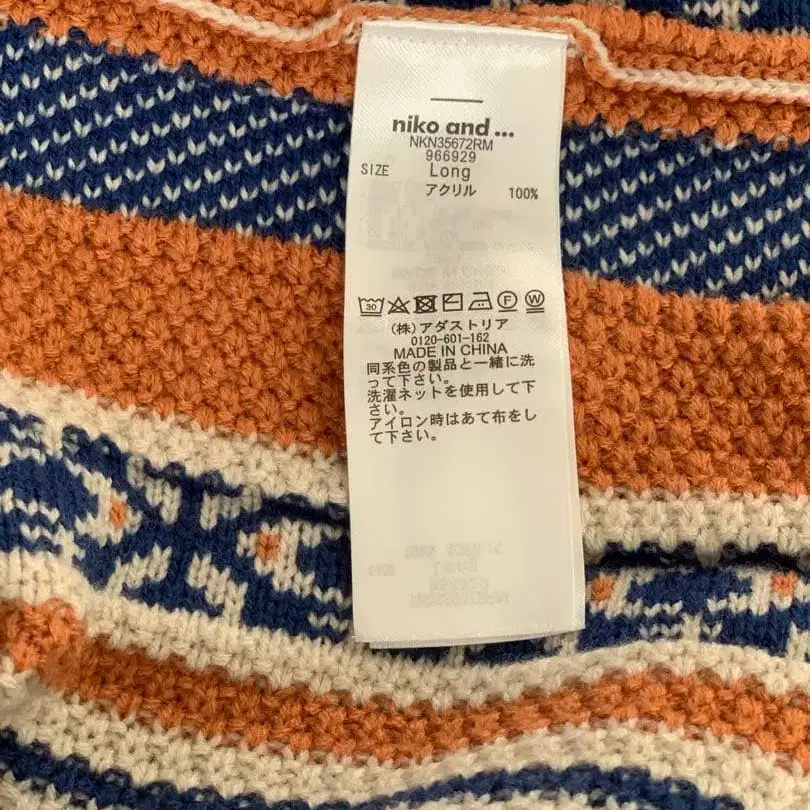 niko and ...
NKN35672RM
966929
SIZE Long
アクリル 100%
30 F W
(株)アダストリア
0120-601-162
MADE IN CHINA
同系色の製品と一緒に洗
って下さい。
洗濯ネットを使用して下
さい。
アイロン時はあて布をし
て下さい。